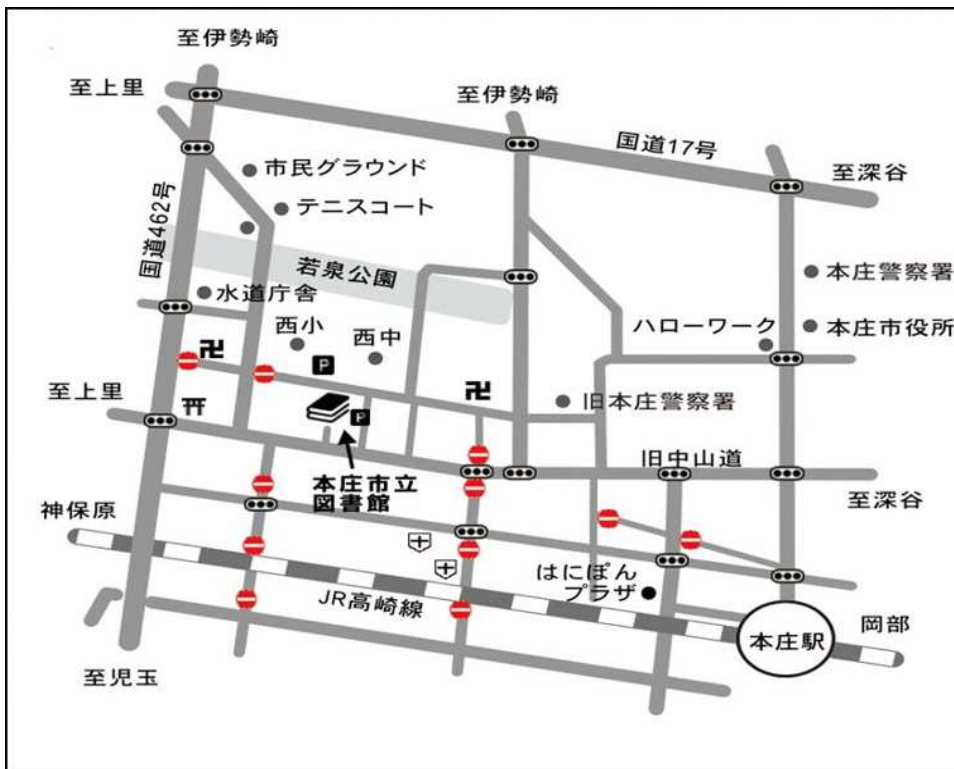 至伊勢崎
至上里
至伊勢崎
国道17号
至深谷
市民グラウンド
テニスコート
国道462号
若泉公園
本庄警察署
水道庁舎
西小
西中
ハローワーク
本庄市役所
P
至上里
旧本庄警察署
P
旧中山道
本庄市立
図書館
至深谷
神保原
はにぽん
プラザ
JR高崎線
本庄駅
岡部
至児玉